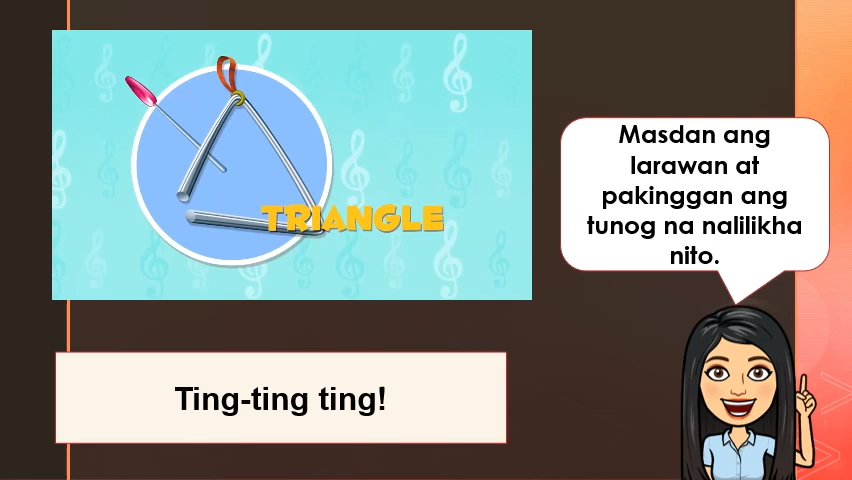 TRIANGLE
Masdan ang
larawan at
pakinggan ang
tunog na nalilikha
nito.
Ting-ting ting!